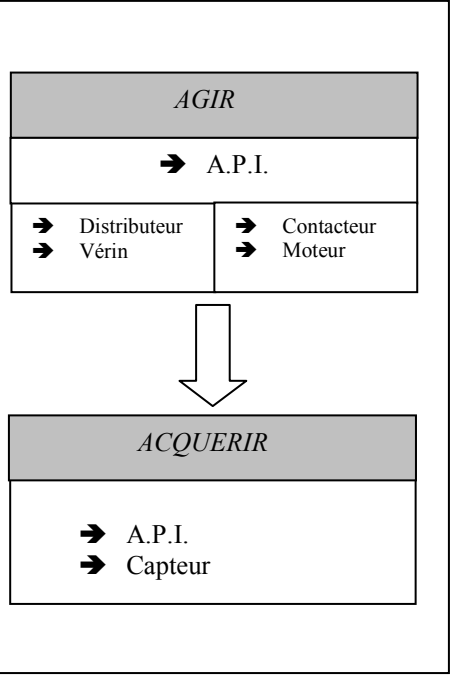 AGIR
➔ A.P.I.
➔ Distributeur
➔ Vérin
➔ Contacteur
➔ Moteur
ACQUERIR
➔ A.P.I.
➔ Capteur